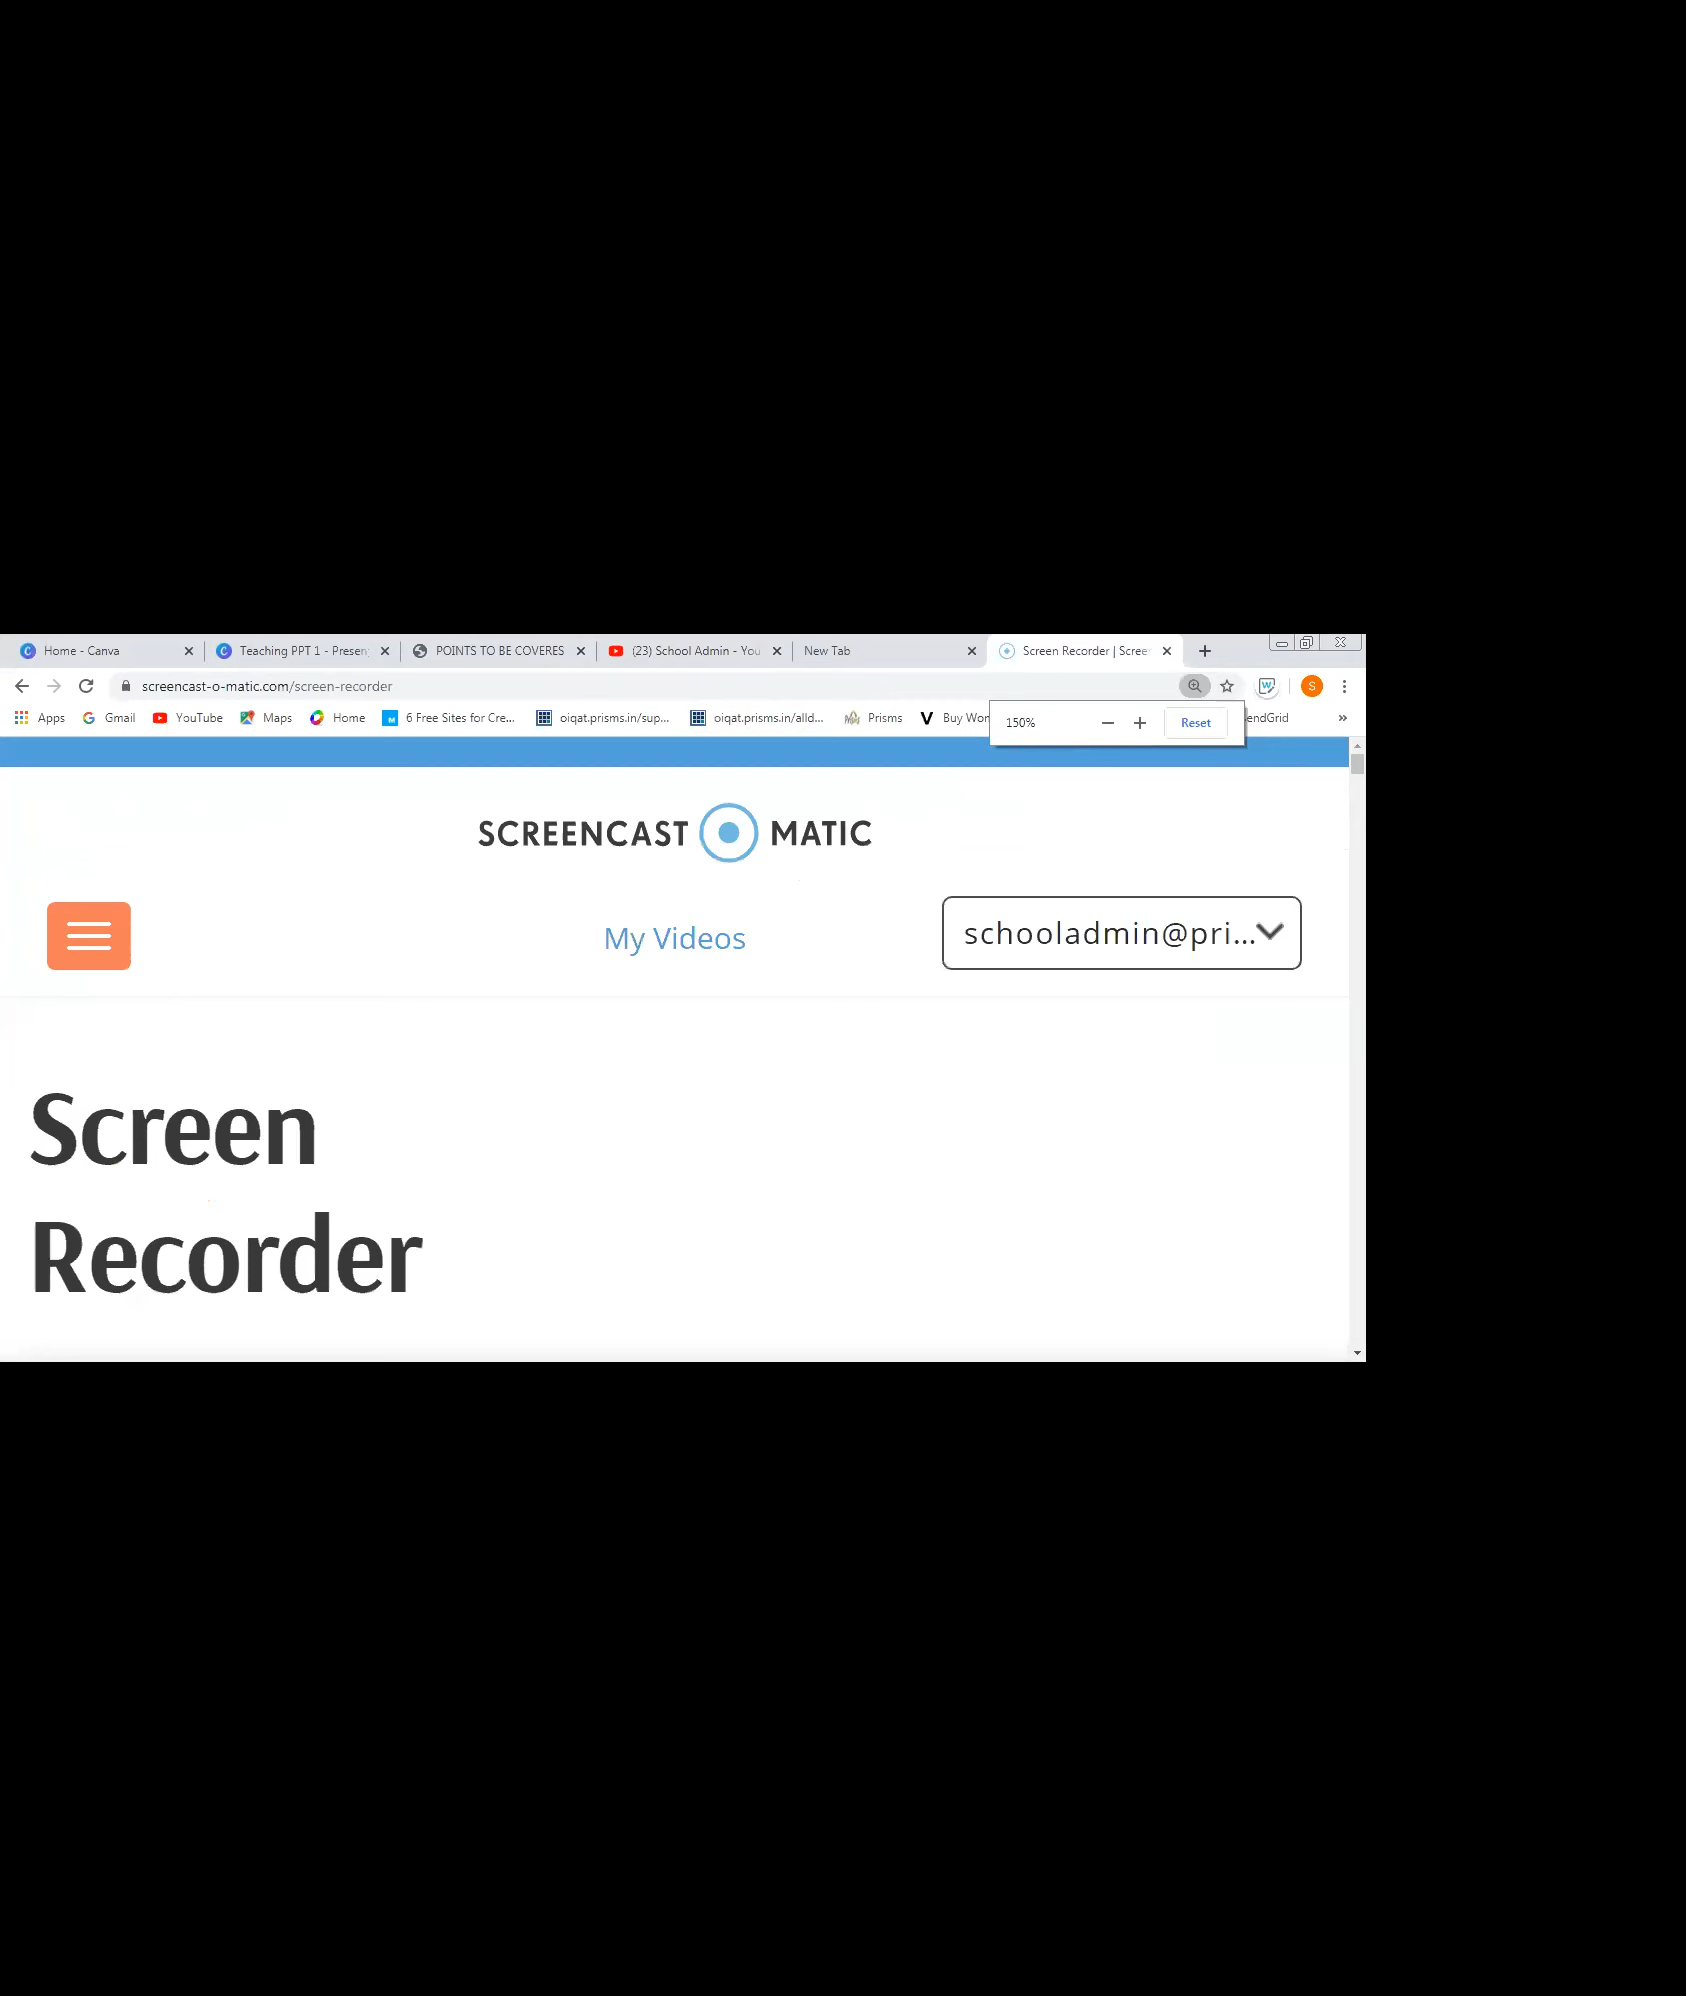 Home - Canva Teaching PPT 1 - Presen POINTS TO BE COVERES (23) School Admin - You New Tab Screen Recorder | Screen
screencast-o-matic.com/screen-recorder S
Apps Gmail YouTube Maps Home 6 Free Sites for Cre... oiqat.prisms.in/sup... oiqat.prisms.in/alld... Prisms Buy Wor endGrid »
150% Reset
SCREENCAST MATIC
My Videos schooladmin@pri...
Screen
Recorder